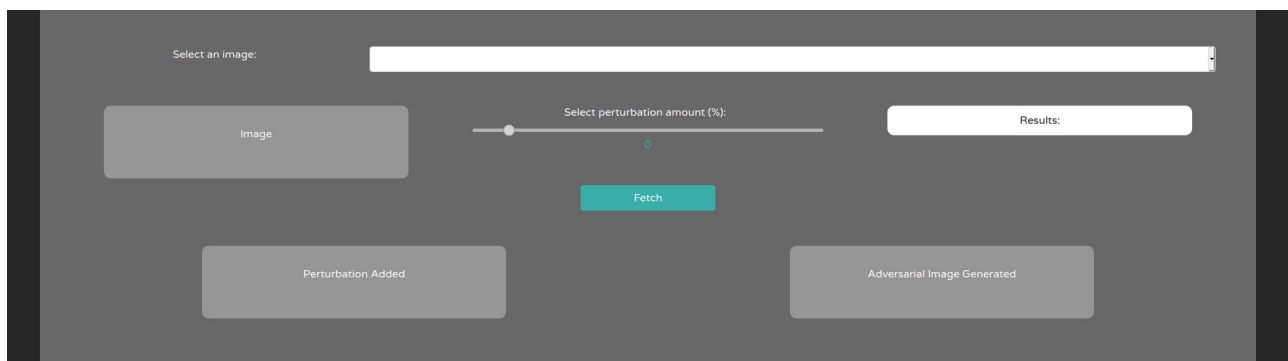 Select an image:
Image
Select perturbation amount (%):
0
Results:
Fetch
Perturbation Added
Adversarial Image Generated